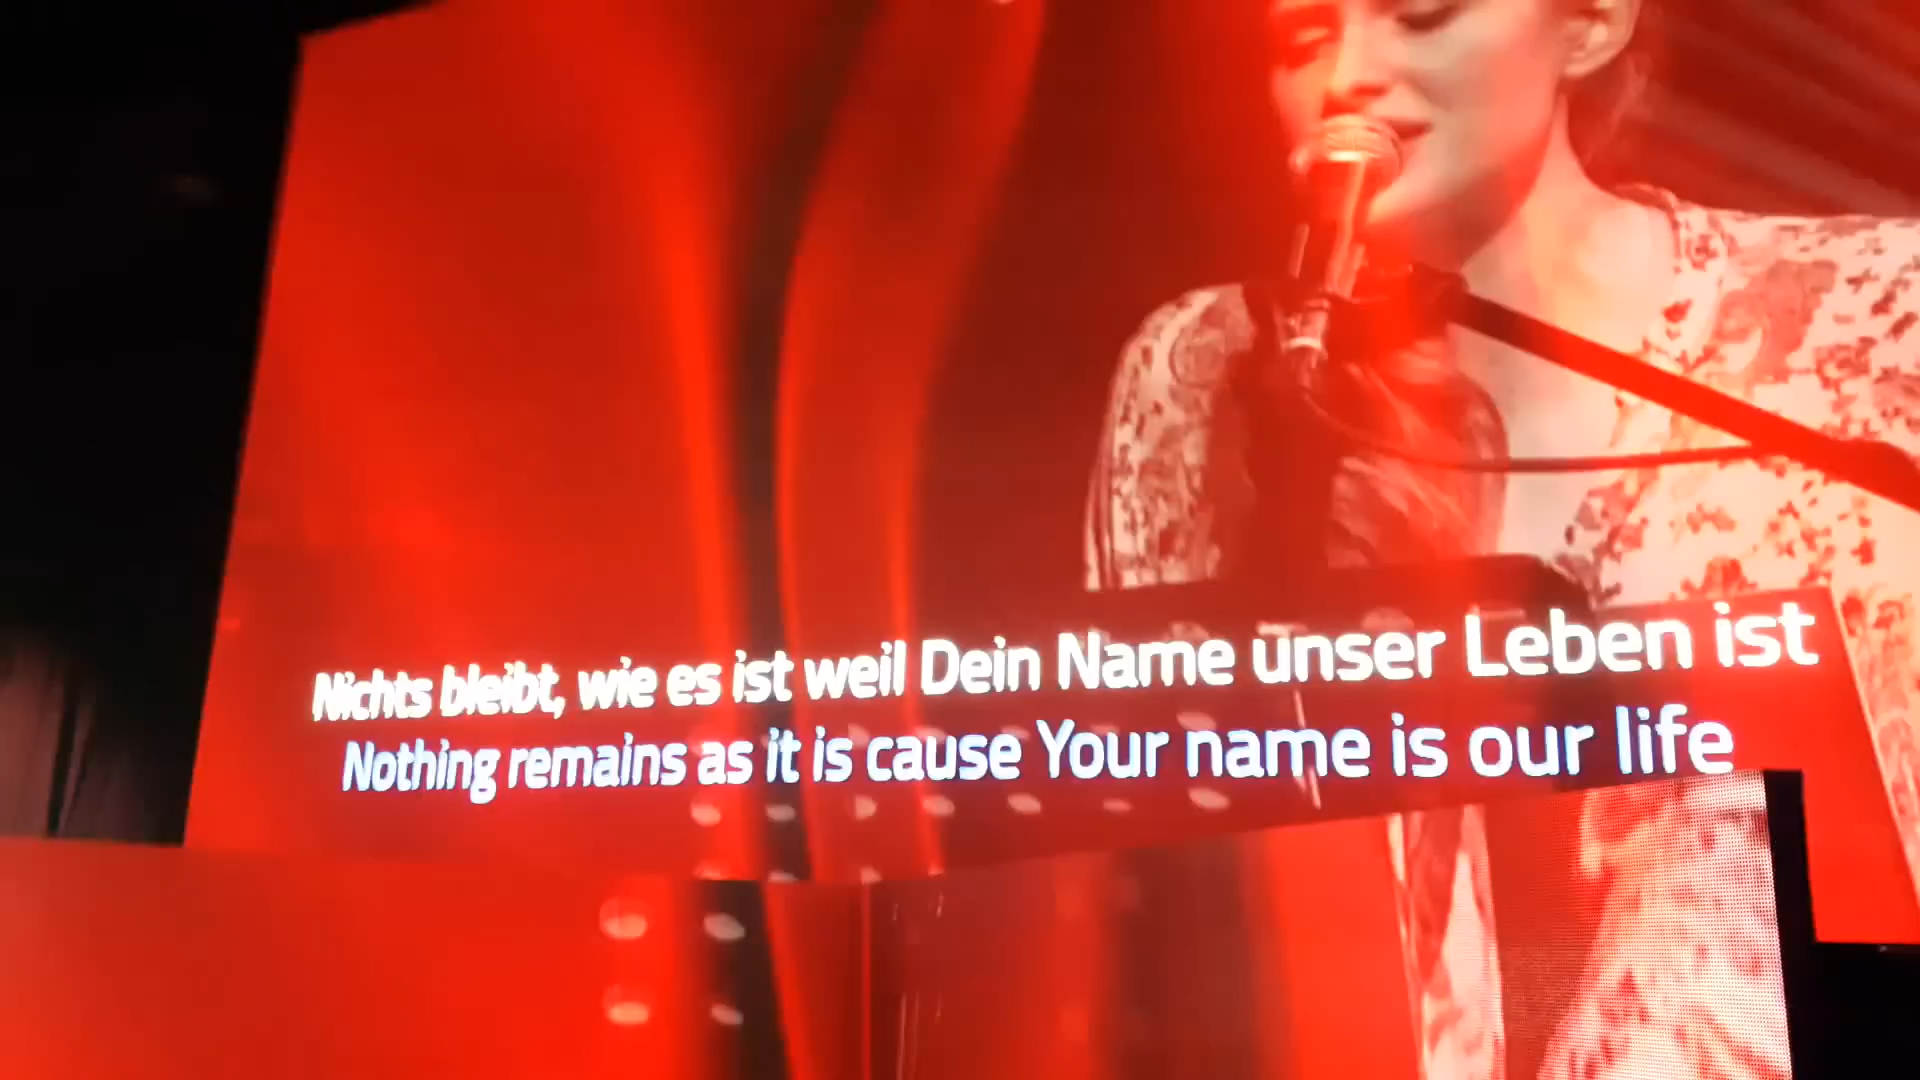 Nichts bleibt, wie es ist weil Dein Name unser Leben ist
Nothing remains as it is cause Your name is our life